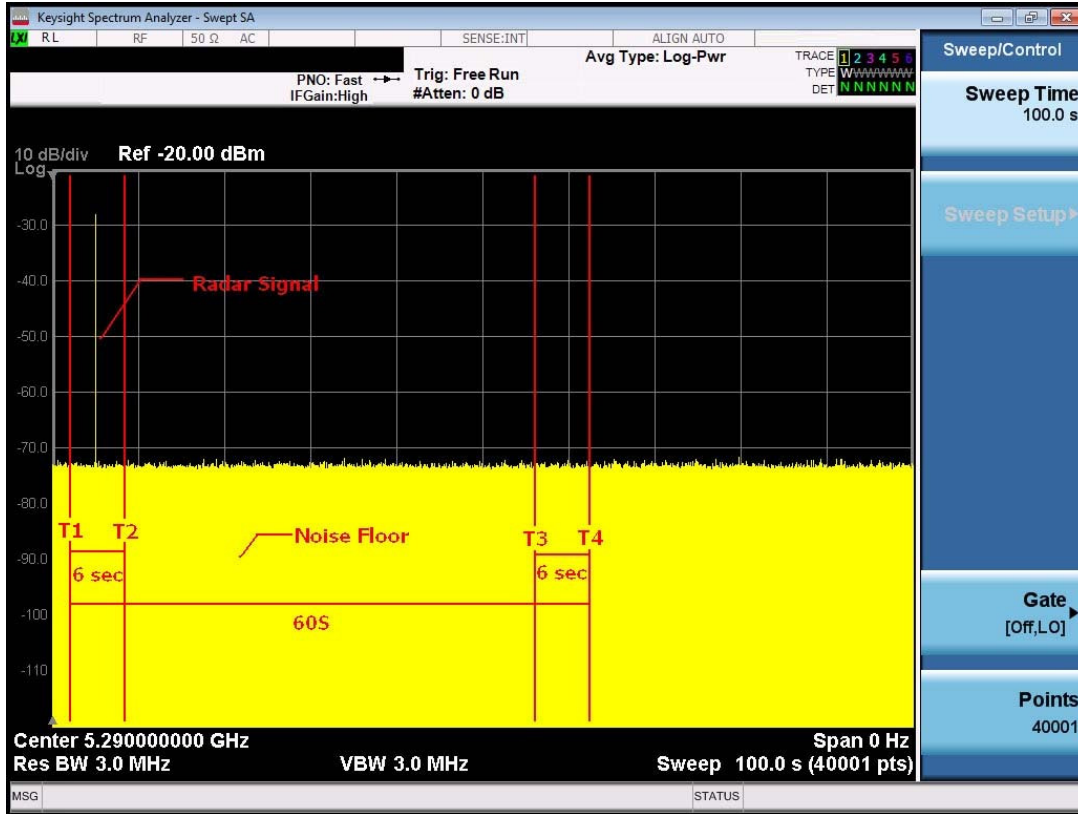 Keysight Spectrum Analyzer - Swept SA
LXI RL RF 50 Ω AC SENSE:INT ALIGN AUTO
Avg Type: Log-Pwr
PNO: Fast
IFGain:High
Trig: Free Run
#Atten: 0 dB
TRACE 1 2 3 4 5 6
TYPE WWWWWW
DET N N N N N N
10 dB/div Ref -20.00 dBm
Log
-30.0
-40.0
Radar Signal
-50.0
-60.0
-70.0
-80.0
T1 T2 Noise Floor T3 T4
-90.0
6 sec 6 sec
-100
60S
-110
Center 5.290000000 GHz Span 0 Hz
Res BW 3.0 MHz VBW 3.0 MHz Sweep 100.0 s (40001 pts)
MSG STATUS
Sweep/Control
Sweep Time
100.0 s
Sweep Setup
Gate
[Off,LO]
Points
40001